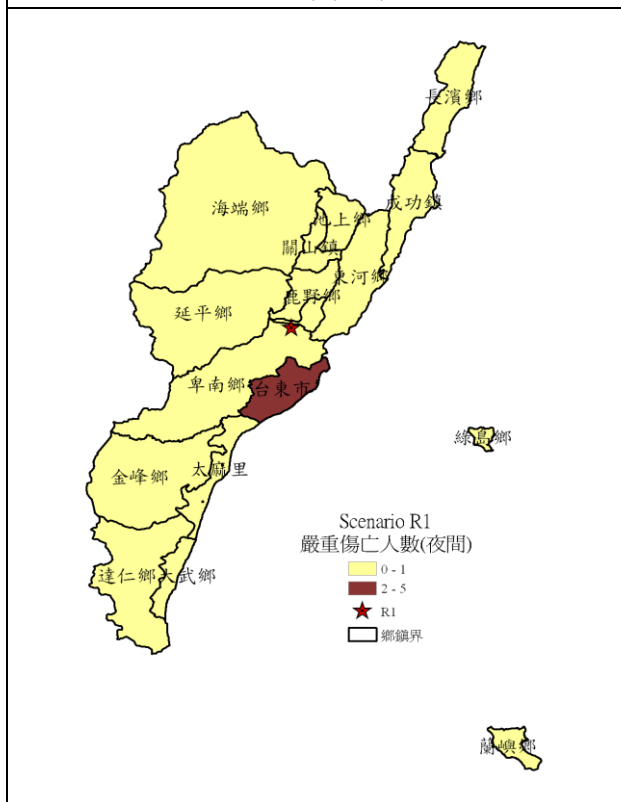 長濱鄉
成功鎮
海端鄉
池上鄉
關山鎮
東河鄉
鹿野鄉
延平鄉
卑南鄉
台東市
綠島鄉
太麻里
金峰鄉
達仁鄉
大武鄉
蘭嶼鄉
Scenario R1
嚴重傷亡人數(夜間)
0 - 1
2 - 5
R1
鄉鎮界